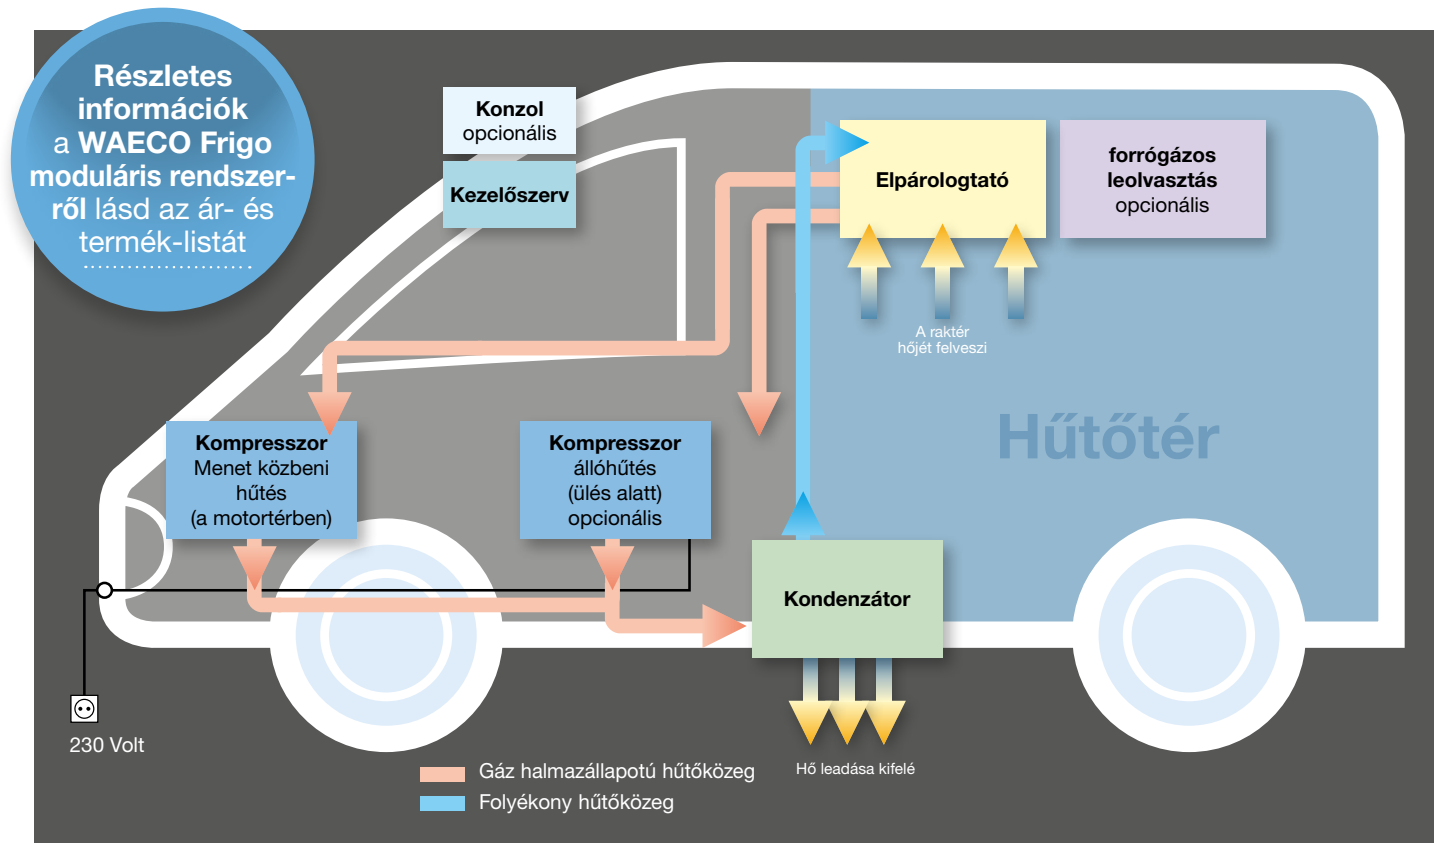 Részletes
információk
a WAECO Frigo
moduláris rendszer-
ről lásd az ár- és
termék-listát
Konzol
opcionális
Kezelőszerv
Elpárologtató
forrógázos
leolvasztás
opcionális
A raktér
hőjét felveszi
Hűtőtér
Kompresszor
Menet közbeni
hűtés
(a motortérben)
Kompresszor
állóhűtés
(ülés alatt)
opcionális
Kondenzátor
230 Volt
Hő leadása kifelé
Gáz halmazállapotú hűtőközeg
Folyékony hűtőközeg